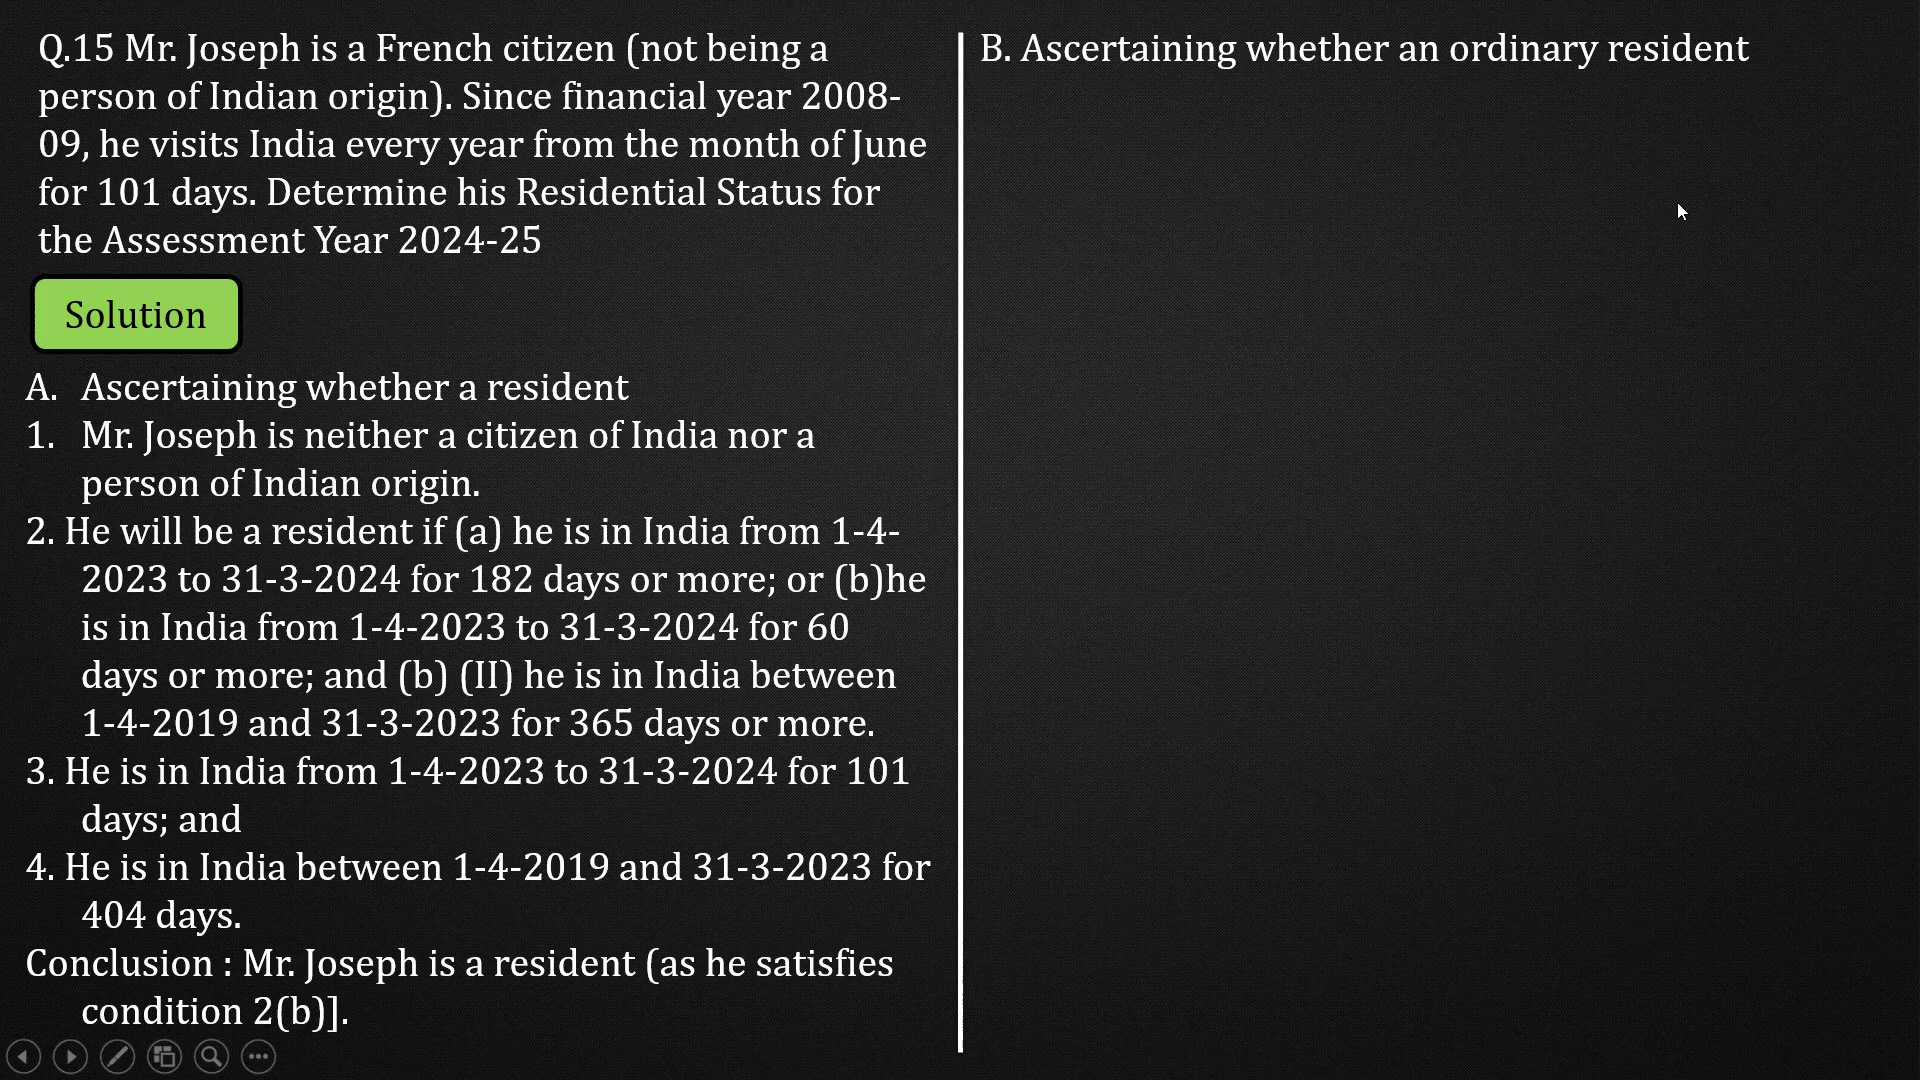 Q.15 Mr. Joseph is a French citizen (not being a
person of Indian origin). Since financial year 2008-
09, he visits India every year from the month of June
for 101 days. Determine his Residential Status for
the Assessment Year 2024-25
Solution
A. Ascertaining whether a resident
1. Mr. Joseph is neither a citizen of India nor a
person of Indian origin.
2. He will be a resident if (a) he is in India from 1-4-
2023 to 31-3-2024 for 182 days or more; or (b)he
is in India from 1-4-2023 to 31-3-2024 for 60
days or more; and (b) (II) he is in India between
1-4-2019 and 31-3-2023 for 365 days or more.
3. He is in India from 1-4-2023 to 31-3-2024 for 101
days; and
4. He is in India between 1-4-2019 and 31-3-2023 for
404 days.
Conclusion : Mr. Joseph is a resident (as he satisfies
condition 2(b)].
B. Ascertaining whether an ordinary resident